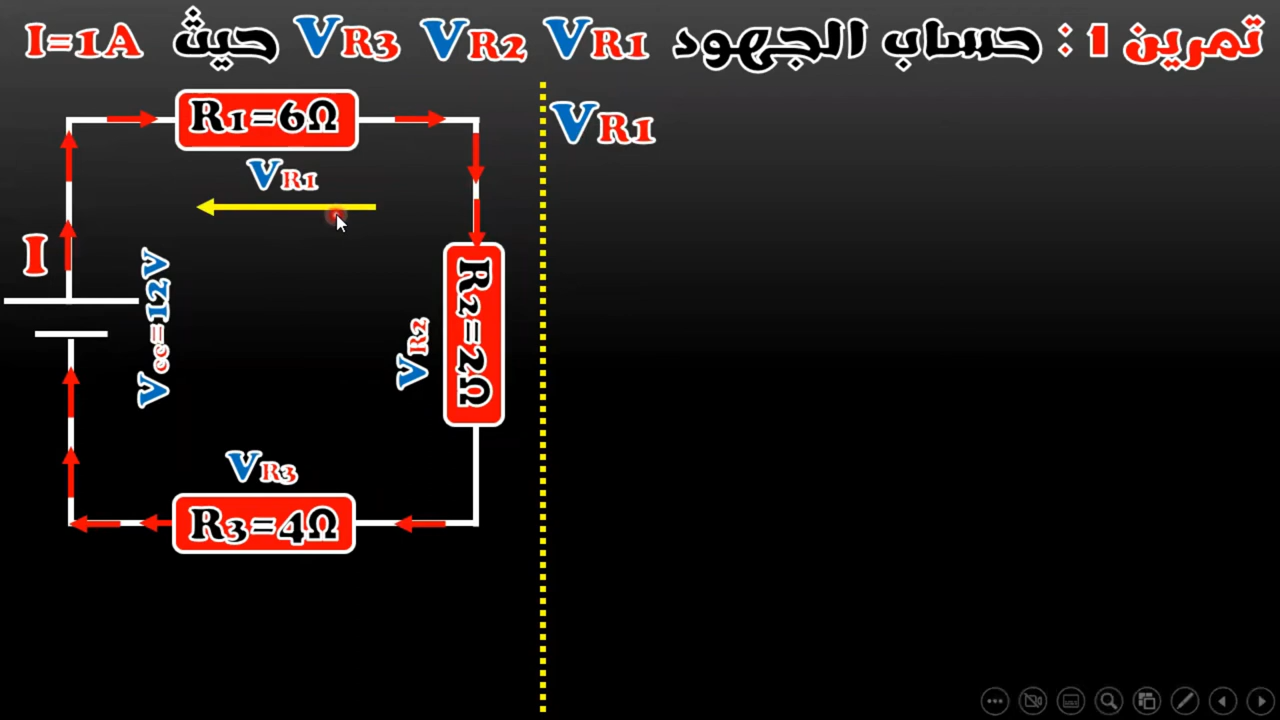 تمرين 1 : حساب الجهود VR1 VR2 VR3 حيث I=1A
R1=6Ω
VR1
VR1
I
Vcc=12V
R2=2Ω
VR2
VR3
R3=4Ω